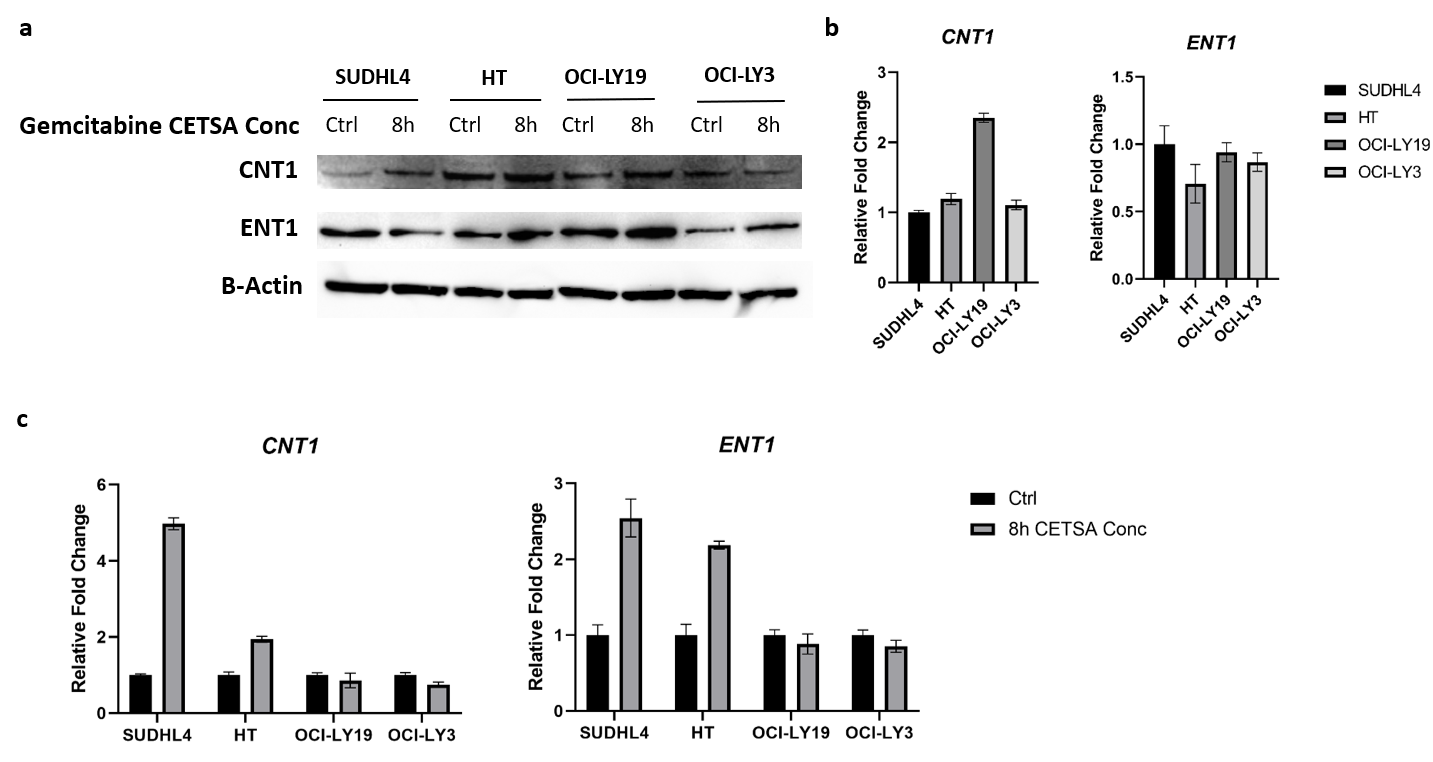 a
SUDHL4 HT OCI-LY19 OCI-LY3
Gemcitabine CETSA Conc Ctrl 8h Ctrl 8h Ctrl 8h Ctrl 8h
CNT1
ENT1
B-Actin
b
CNT1
Relative Fold Change
3
2
1
0
SUDHL4
HT
OCI-LY19
OCI-LY3
ENT1
Relative Fold Change
1.5
1.0
0.5
0.0
SUDHL4
HT
OCI-LY19
OCI-LY3
SUDHL4
HT
OCI-LY19
OCI-LY3
c
CNT1
Relative Fold Change
6
4
2
0
SUDHL4 HT OCI-LY19 OCI-LY3
ENT1
Relative Fold Change
3
2
1
0
SUDHL4 HT OCI-LY19 OCI-LY3
Ctrl
8h CETSA Conc